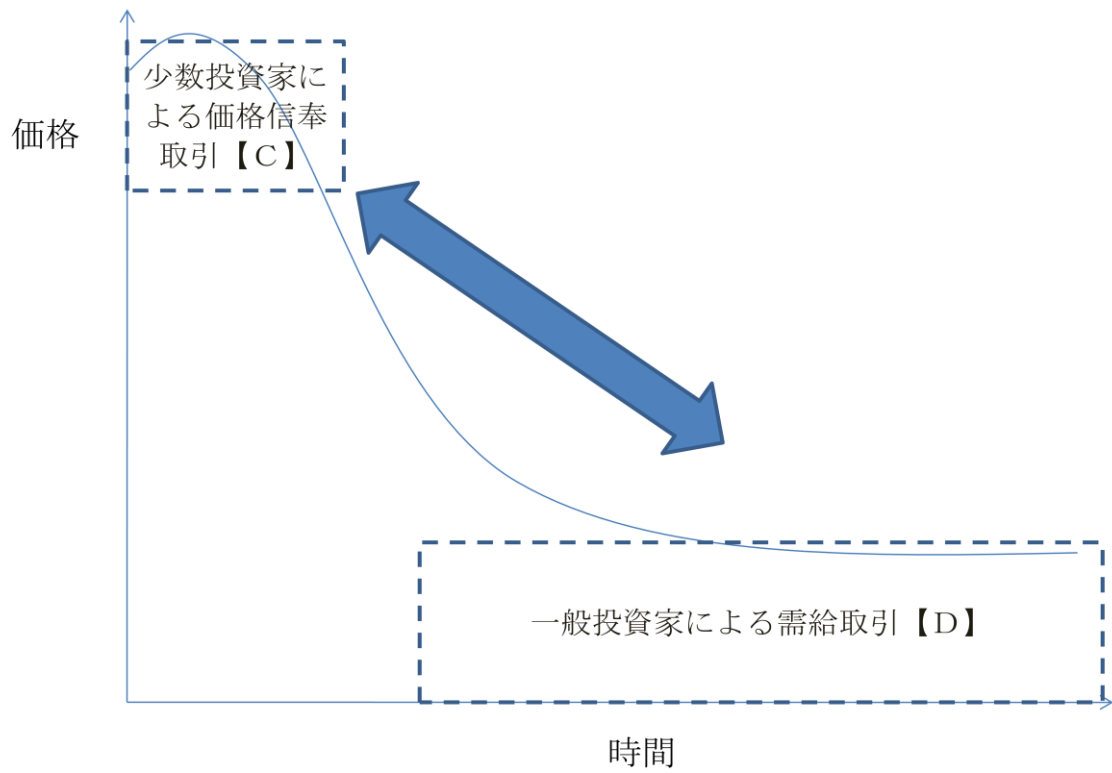 価格
少数投資家に
よる価格信奉
取引【C】
一般投資家による需給取引【D】
時間